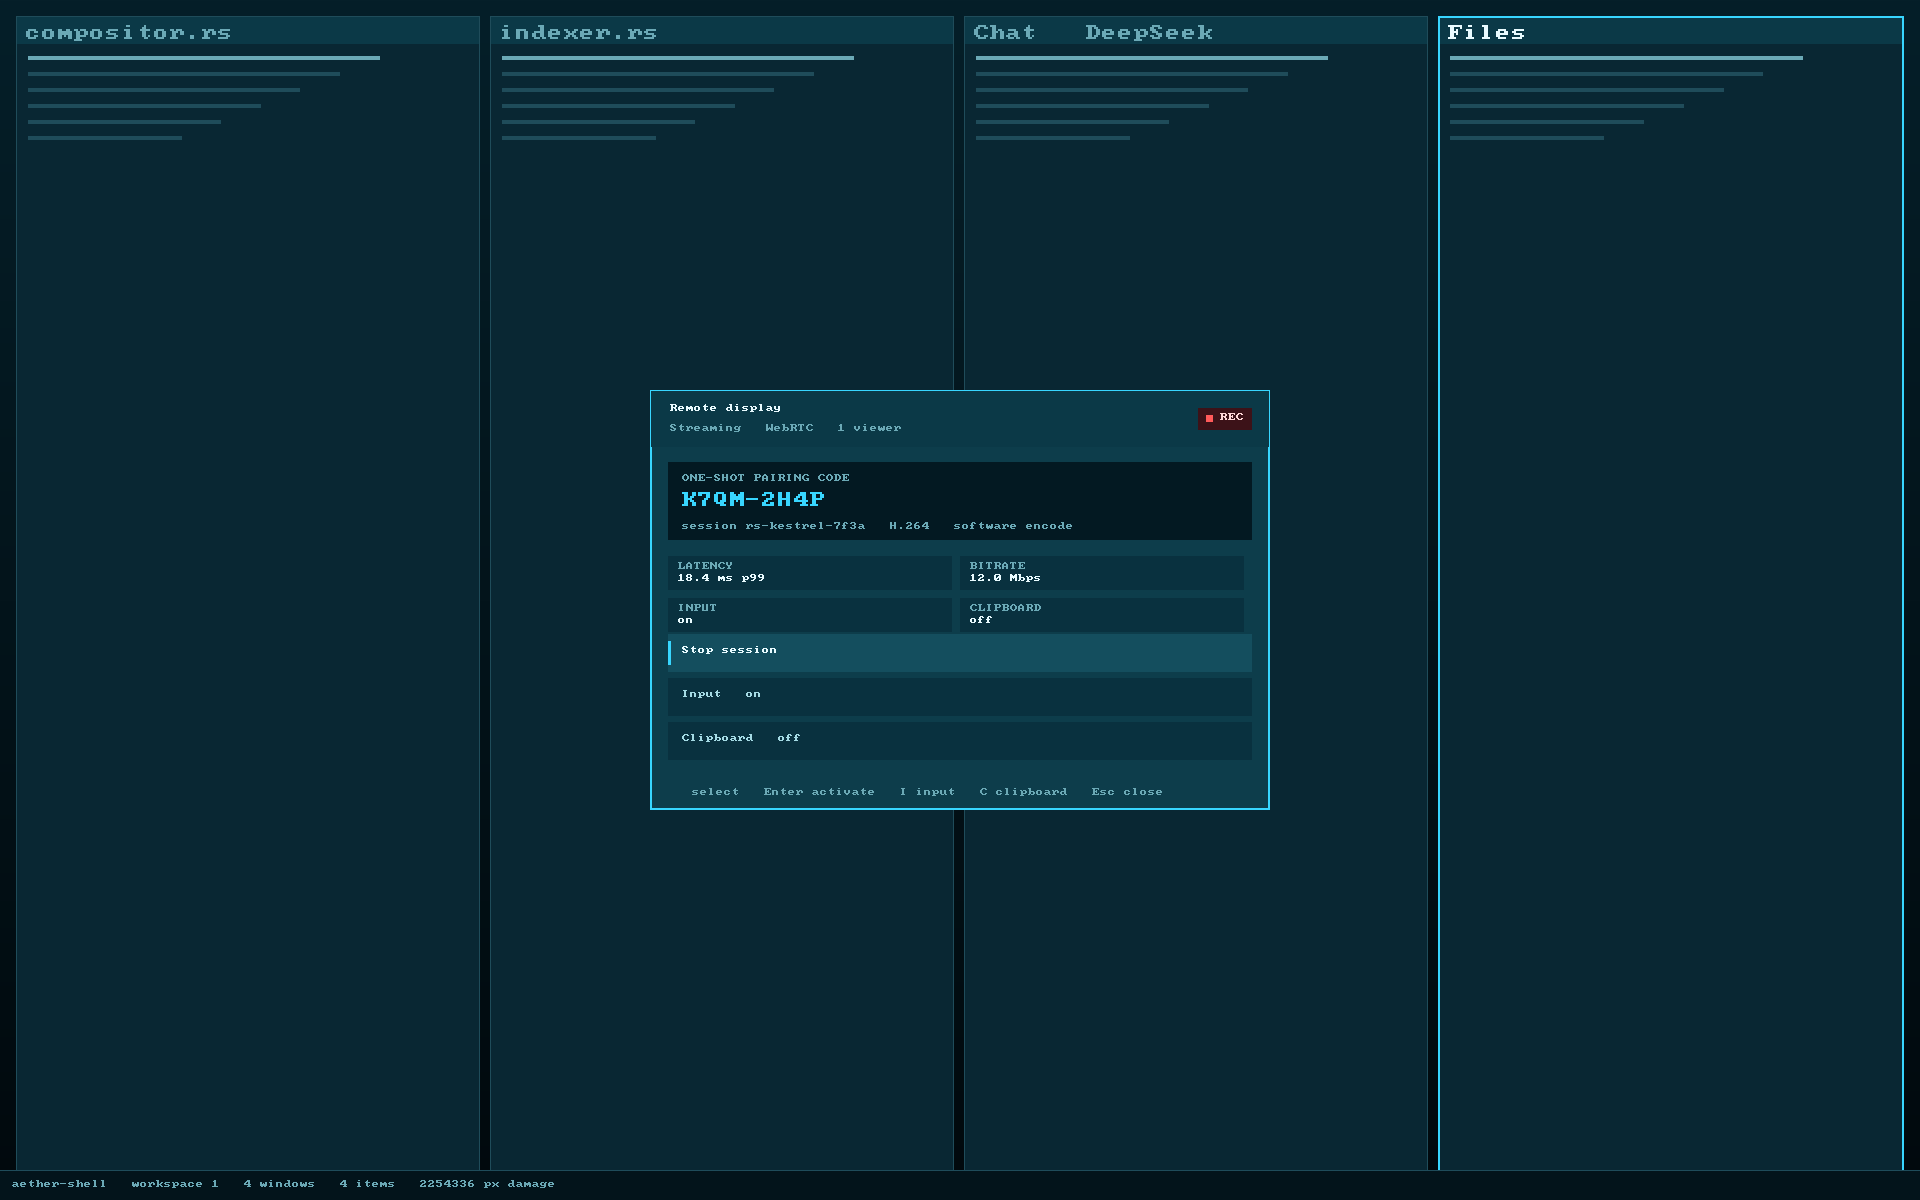 compositor.rs
indexer.rs
Chat DeepSeek
Files
Remote display
Streaming WebRTC 1 viewer
REC
ONE-SHOT PAIRING CODE
K7QM-2H4P
session rs-kestrel-7f3a H.264 software encode
LATENCY
18.4 ms p99
BITRATE
12.0 Mbps
INPUT
on
CLIPBOARD
off
Stop session
Input on
Clipboard off
select Enter activate I input C clipboard Esc close
aether-shell workspace 1 4 windows 4 items 2254336 px damage